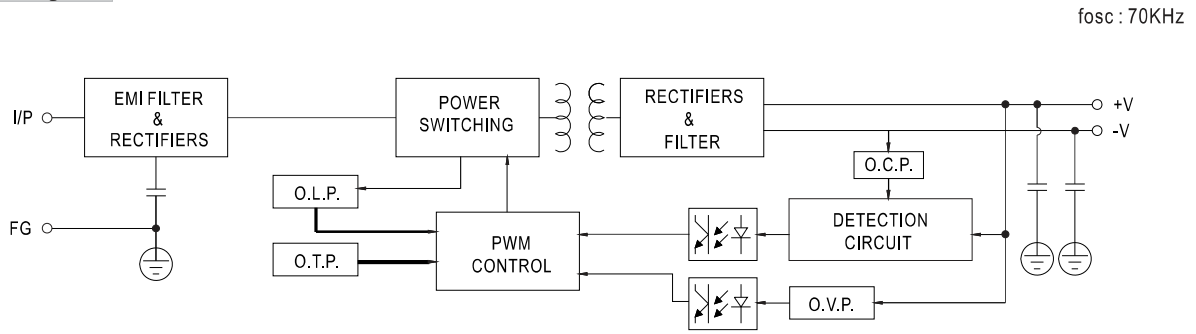 fosc : 70KHz
I/P
EMI FILTER
&
RECTIFIERS
POWER
SWITCHING
RECTIFIERS
&
FILTER
+V
-V
O.C.P.
O.L.P.
FG
PWM
CONTROL
DETECTION
CIRCUIT
O.T.P.
O.V.P.